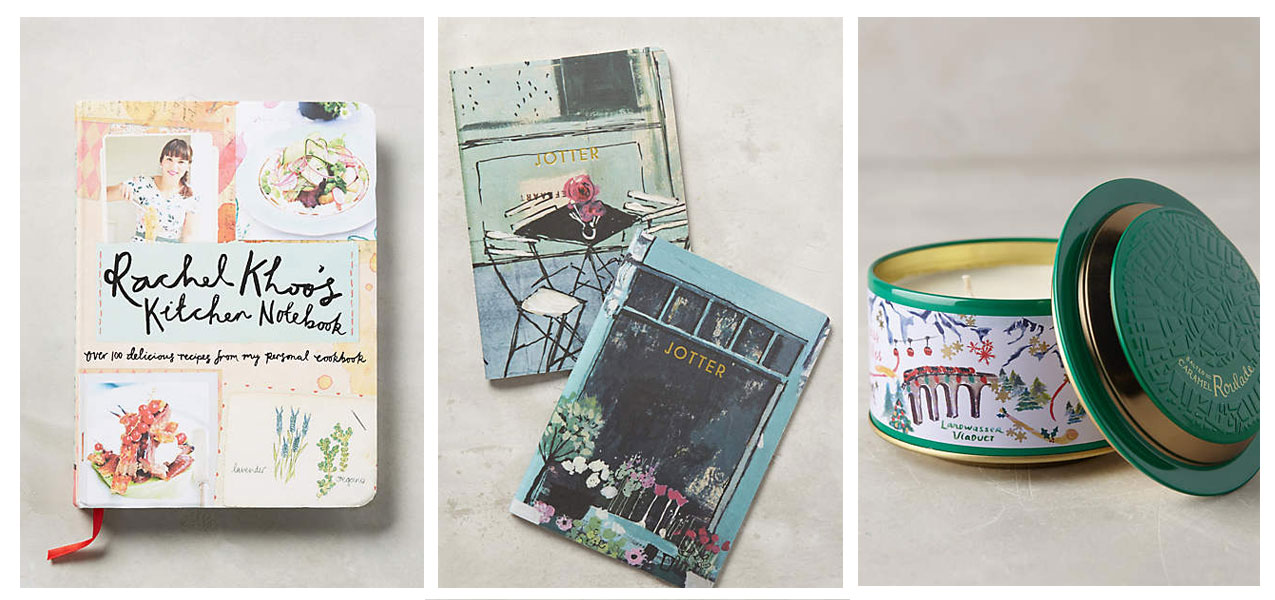 Rachel Khoo's
Kitchen Notebook
over 100 delicious recipes from my personal cookbook
lavender
oregano
JOTTER
JOTTER
Landwasser
Viaduct
CARAMEL Roulade